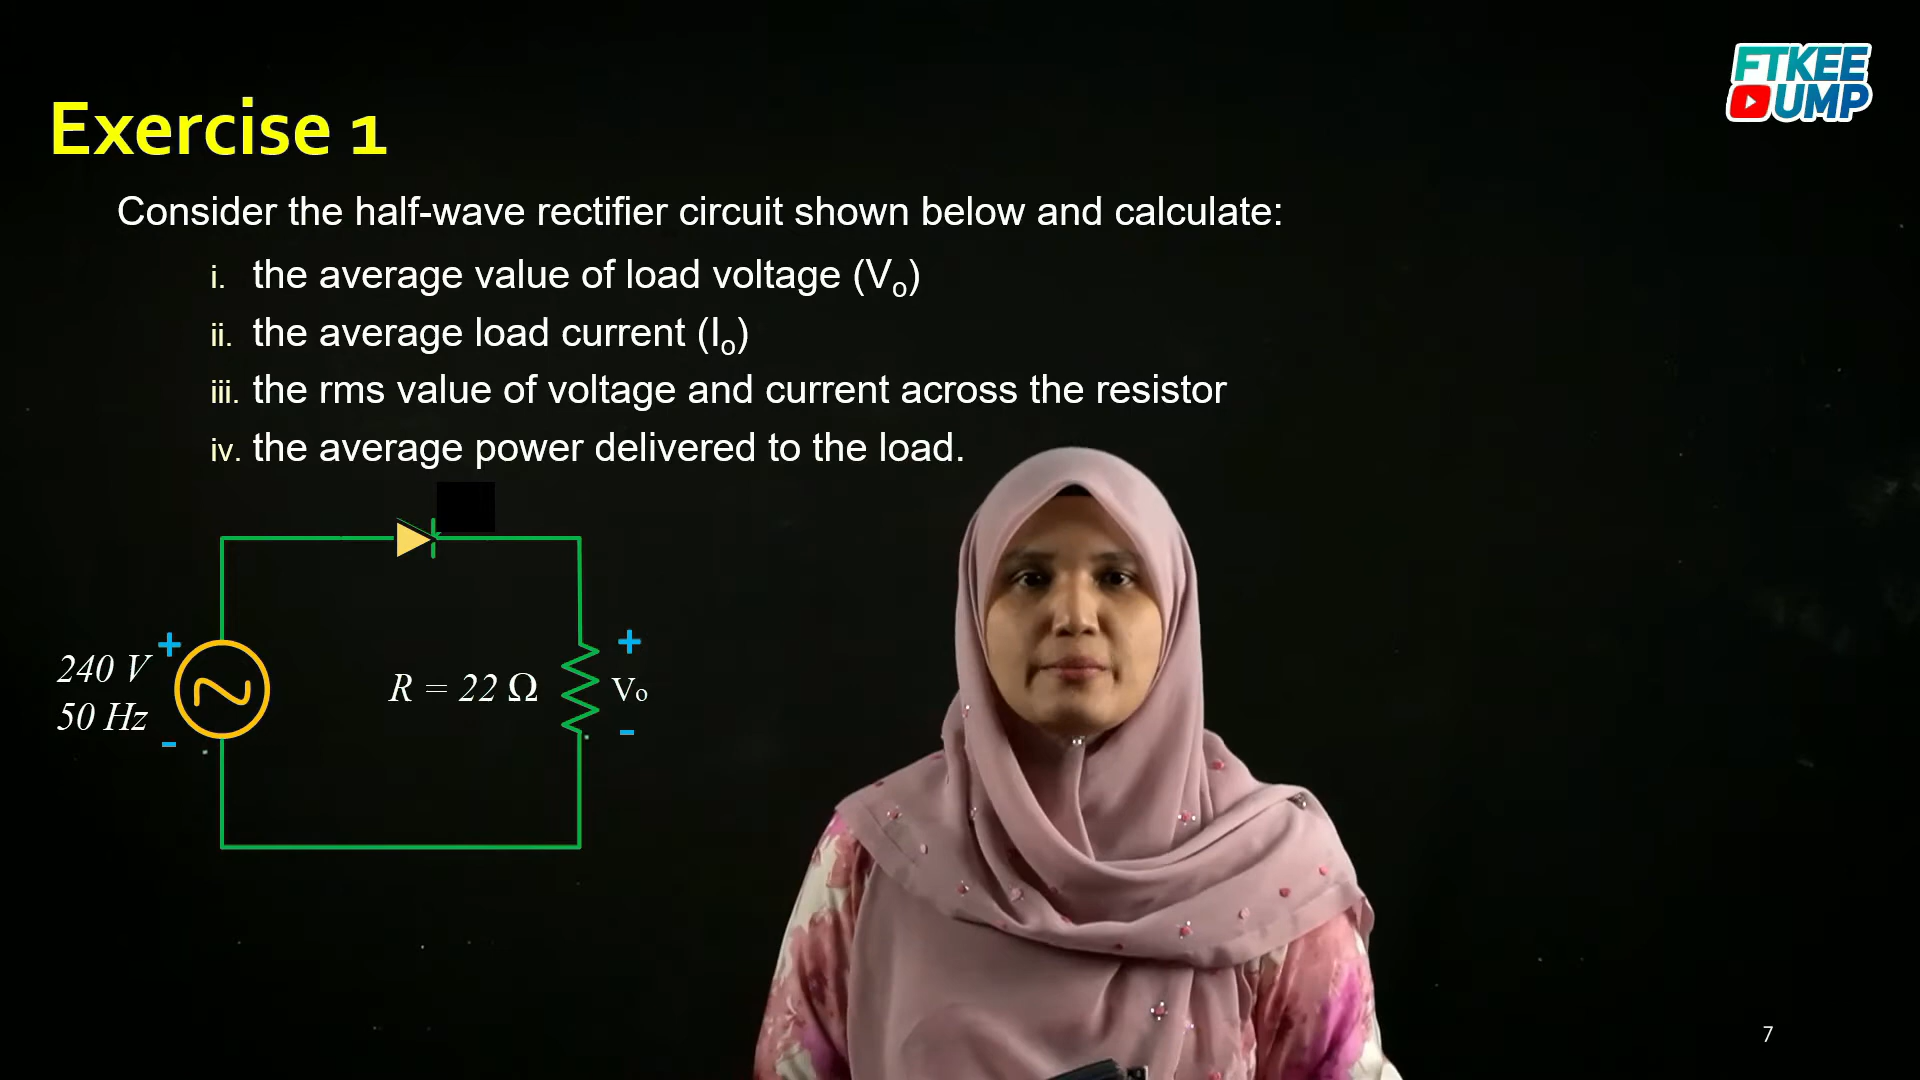 FTKEE
UMP
Exercise 1
Consider the half-wave rectifier circuit shown below and calculate:
i. the average value of load voltage (Vo)
ii. the average load current (Io)
iii. the rms value of voltage and current across the resistor
iv. the average power delivered to the load.
+
240 V
50 Hz
-
R = 22 Ω
+
Vo
-
7